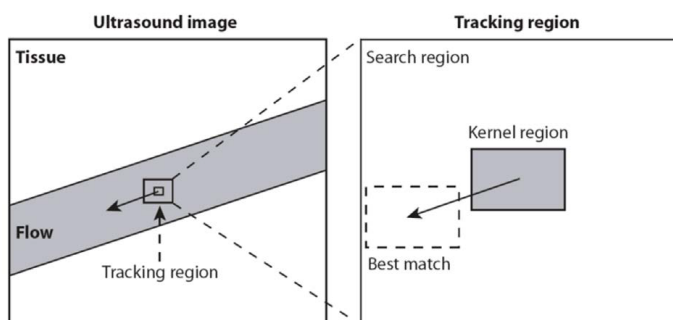 Ultrasound image
Tissue
Flow
Tracking region
Tracking region
Search region
Kernel region
Best match